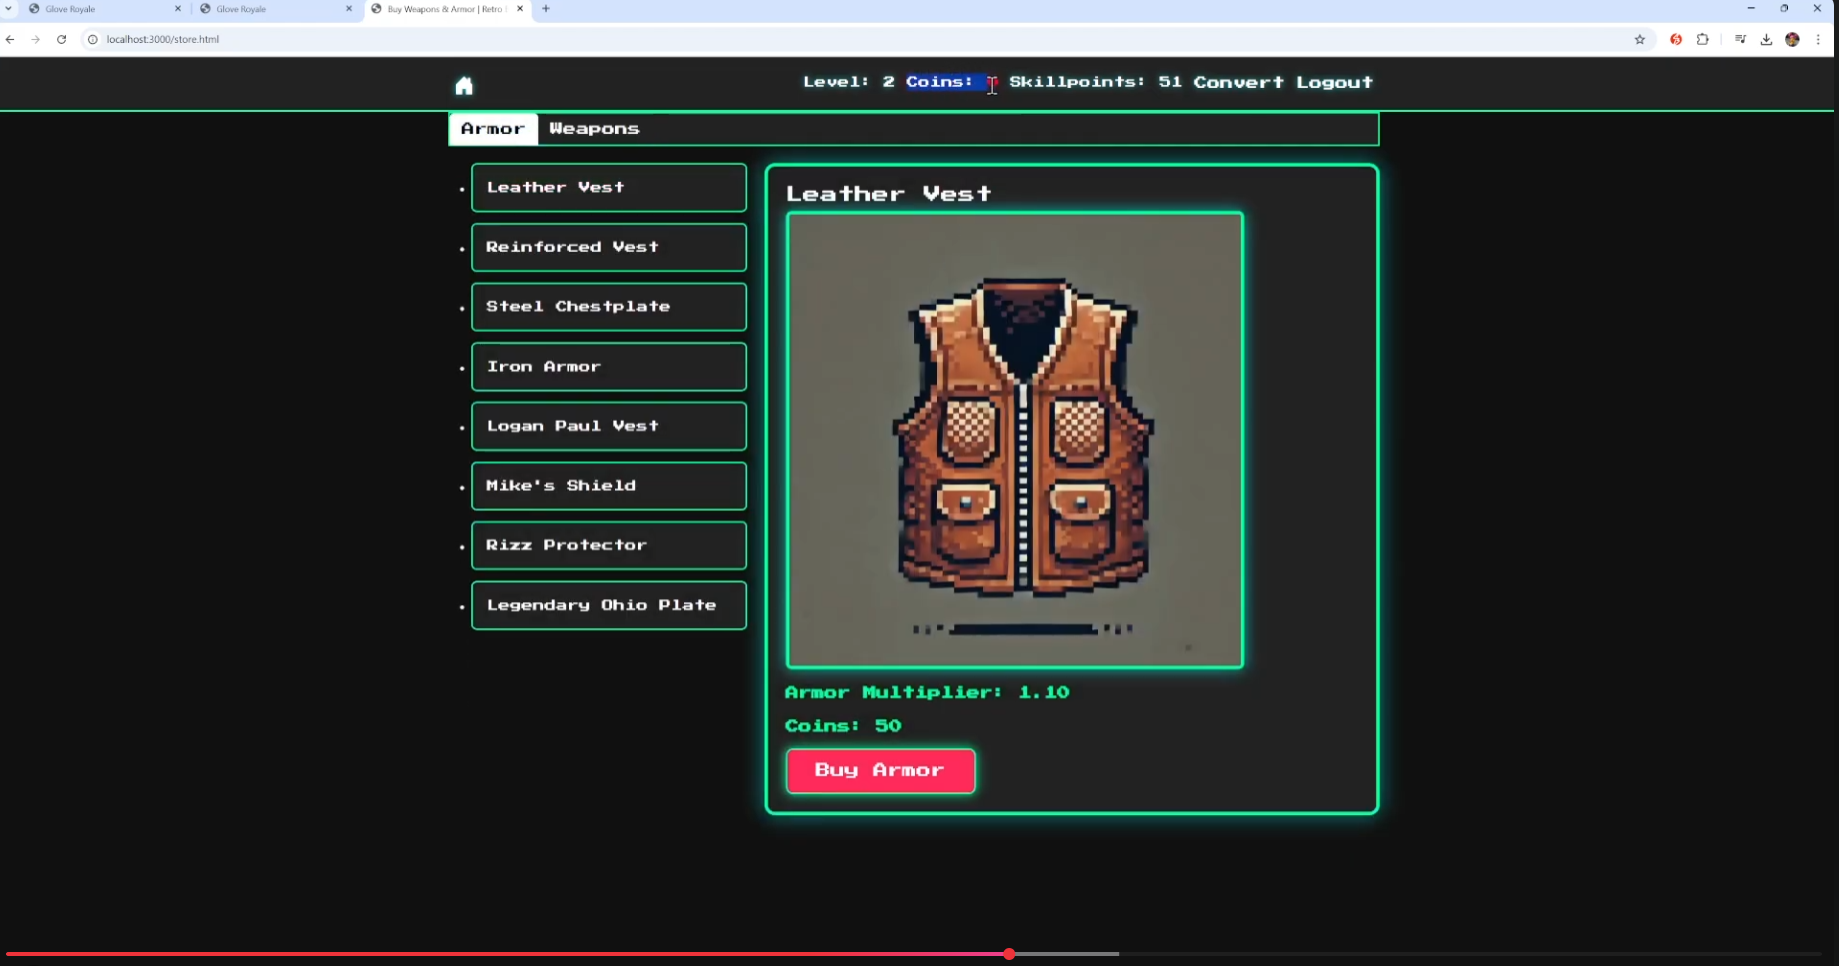 Glove Royale
Glove Royale
Buy Weapons & Armor | Retro
localhost:3000/store.html
Level: 2 Coins: Skillpoints: 51 Convert Logout
Armor Weapons
Leather Vest
Reinforced Vest
Steel Chestplate
Iron Armor
Logan Paul Vest
Mike's Shield
Rizz Protector
Legendary Ohio Plate
Leather Vest
Armor Multiplier: 1.10
Coins: 50
Buy Armor